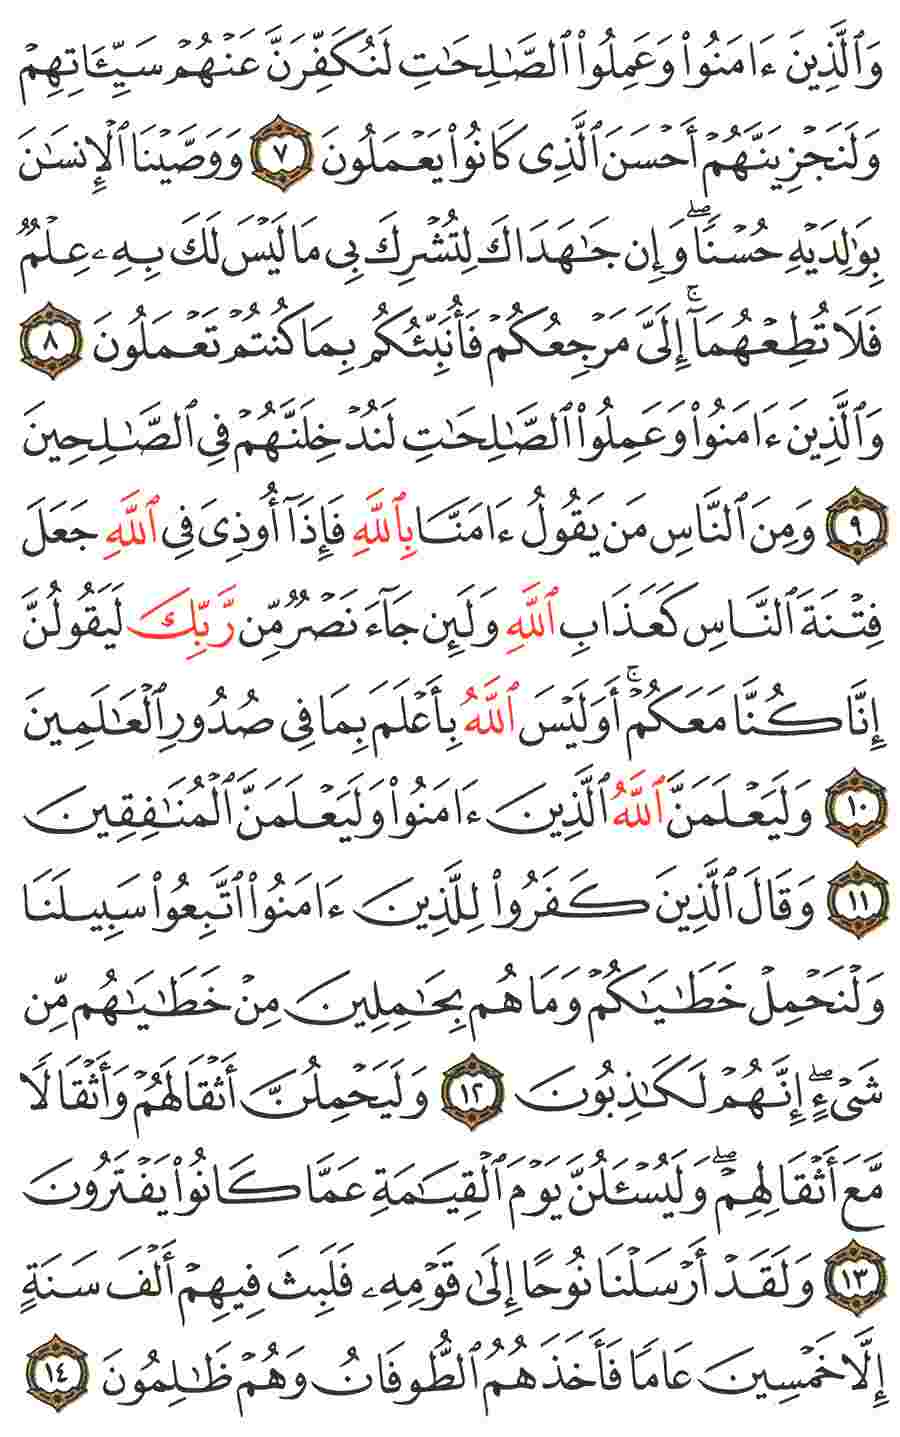 وَٱلَّذِينَ ءَامَنُوا۟ وَعَمِلُوا۟ ٱلصَّـٰلِحَـٰتِ لَنُكَفِّرَنَّ عَنْهُمْ سَيِّـَٔاتِهِمْ
وَلَنَجْزِيَنَّهُمْ أَحْسَنَ ٱلَّذِى كَانُوا۟ يَعْمَلُونَ ٧ وَوَصَّيْنَا ٱلْإِنسَـٰنَ
بِوَٰلِدَيْهِ حُسْنًا ۖ وَإِن جَـٰهَدَاكَ لِتُشْرِكَ بِى مَا لَيْسَ لَكَ بِهِۦ عِلْمٌ
فَلَا تُطِعْهُمَآ ۚ إِلَىَّ مَرْجِعُكُمْ فَأُنَبِّئُكُم بِمَا كُنتُمْ تَعْمَلُونَ ٨
وَٱلَّذِينَ ءَامَنُوا۟ وَعَمِلُوا۟ ٱلصَّـٰلِحَـٰتِ لَنُدْخِلَنَّهُمْ فِى ٱلصَّـٰلِحِينَ
٩ وَمِنَ ٱلنَّاسِ مَن يَقُولُ ءَامَنَّا بِٱللَّهِ فَإِذَآ أُوذِىَ فِى ٱللَّهِ جَعَلَ
فِتْنَةَ ٱلنَّاسِ كَعَذَابِ ٱللَّهِ وَلَئِن جَآءَ نَصْرٌ مِّن رَّبِّكَ لَيَقُولُنَّ
إِنَّا كُنَّا مَعَكُمْ ۚ أَوَلَيْسَ ٱللَّهُ بِأَعْلَمَ بِمَا فِى صُدُورِ ٱلْعَـٰلَمِينَ
١٠ وَلَيَعْلَمَنَّ ٱللَّهُ ٱلَّذِينَ ءَامَنُوا۟ وَلَيَعْلَمَنَّ ٱلْمُنَـٰفِقِينَ
١١ وَقَالَ ٱلَّذِينَ كَفَرُوا۟ لِلَّذِينَ ءَامَنُوا۟ ٱتَّبِعُوا۟ سَبِيلَنَا
وَلْنَحْمِلْ خَطَـٰيَـٰكُمْ وَمَا هُم بِحَـٰمِلِينَ مِنْ خَطَـٰيَـٰهُم مِّن
شَىْءٍ ۖ إِنَّهُمْ لَكَـٰذِبُونَ ١٢ وَلَيَحْمِلُنَّ أَثْقَالَهُمْ وَأَثْقَالًا
مَّعَ أَثْقَالِهِمْ ۖ وَلَيُسْـَٔلُنَّ يَوْمَ ٱلْقِيَـٰمَةِ عَمَّا كَانُوا۟ يَفْتَرُونَ
١٣ وَلَقَدْ أَرْسَلْنَا نُوحًا إِلَىٰ قَوْمِهِۦ فَلَبِثَ فِيهِمْ أَلْفَ سَنَةٍ
إِلَّا خَمْسِينَ عَامًا فَأَخَذَهُمُ ٱلطُّوفَانُ وَهُمْ ظَـٰلِمُونَ ١٤